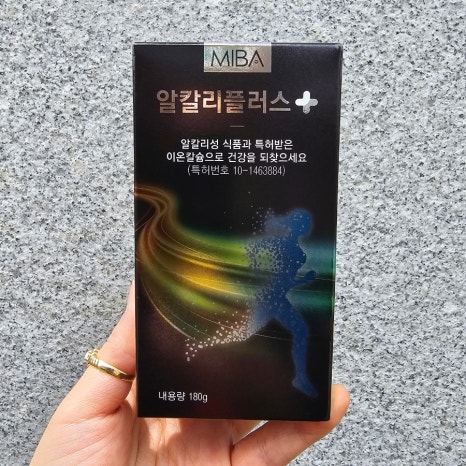 MIBA
알칼리플러스
알칼리성 식품과 특허받은
이온칼슘으로 건강을 되찾으세요
(특허번호 10-1463884)
내용량 180g